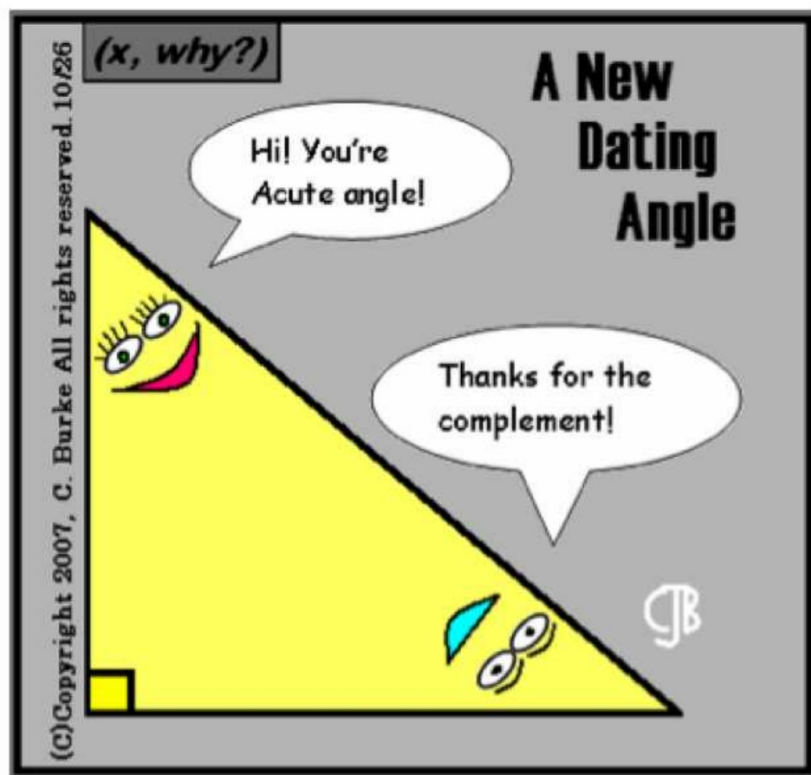 (x, why?)
A New
Dating
Angle
Hi! You're
Acute angle!
Thanks for the
complement!
CJB
(C)Copyright 2007, C. Burke All rights reserved. 10/26